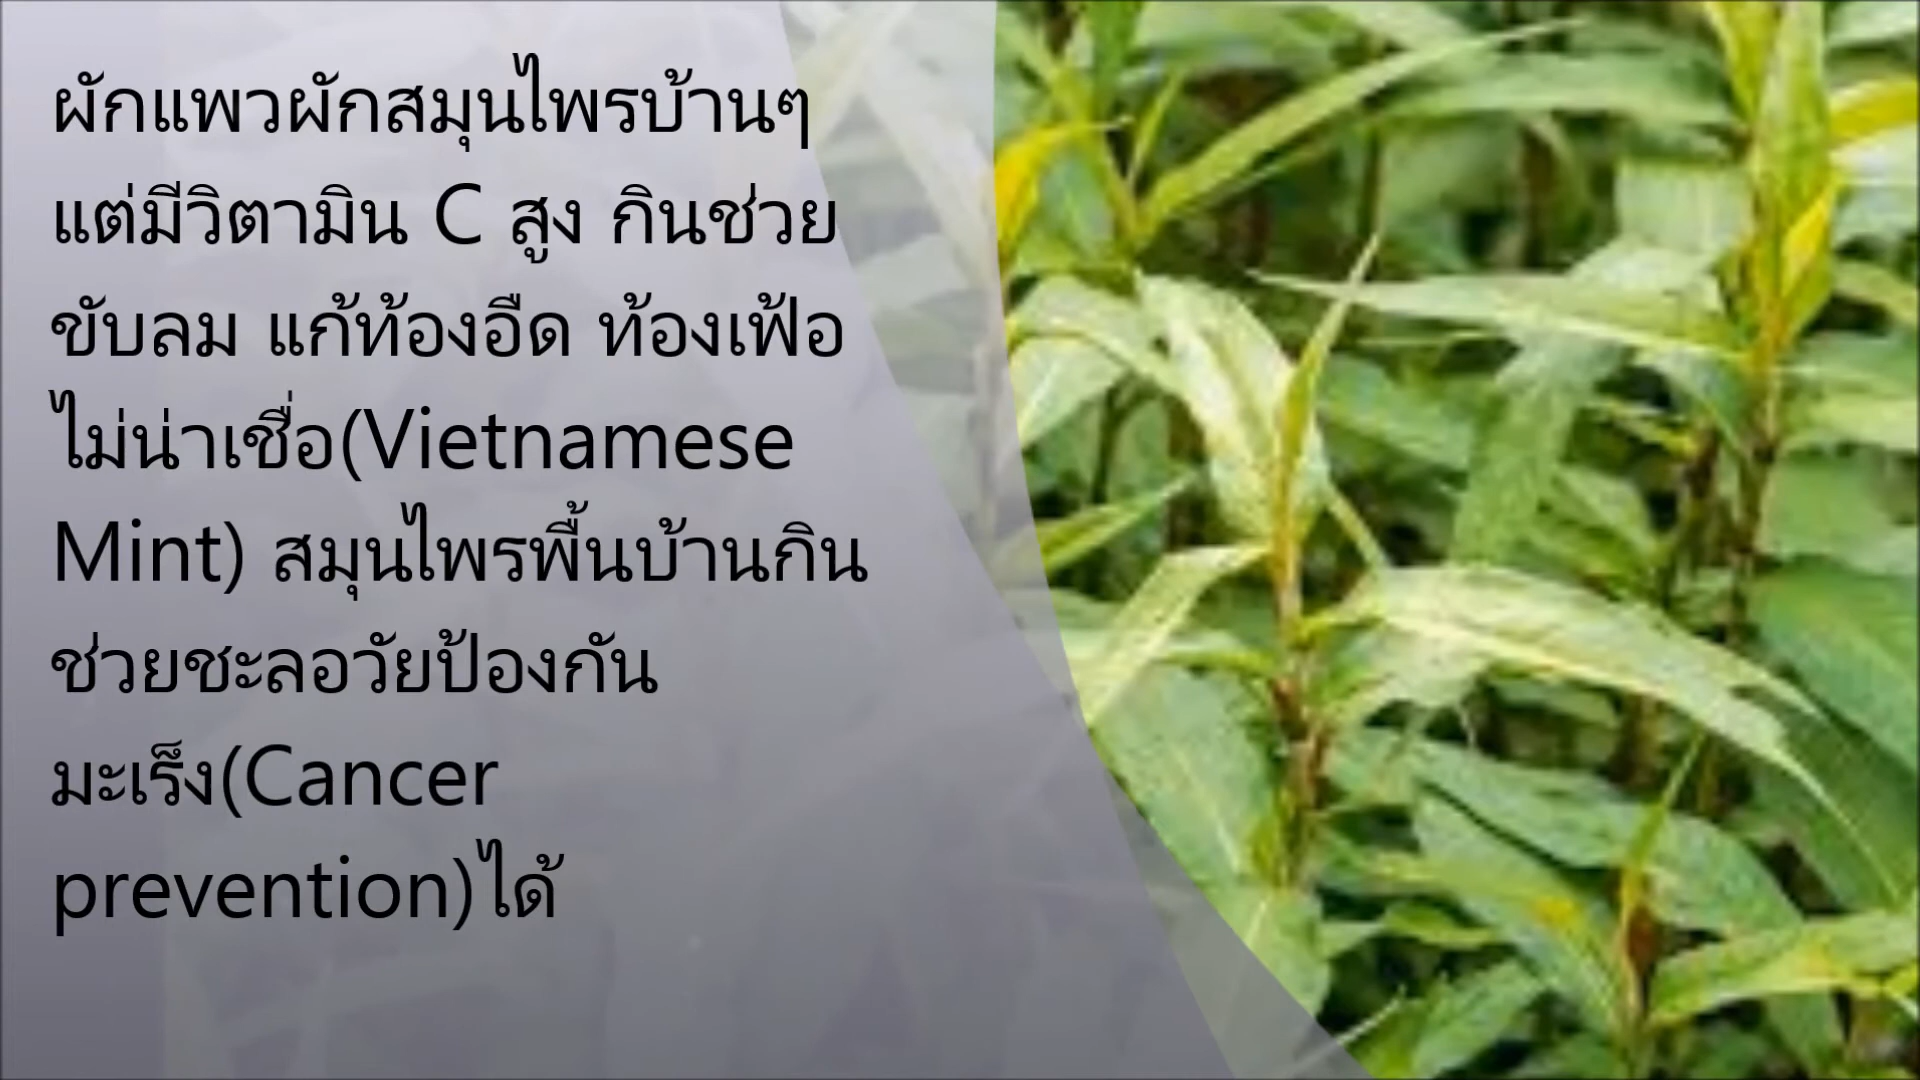 ผักแพวผักสมุนไพรบ้านๆ
แต่มีวิตามิน C สูง กินช่วย
ขับลม แก้ท้องอืด ท้องเฟ้อ
ไม่น่าเชื่อ(Vietnamese
Mint) สมุนไพรพื้นบ้านกิน
ช่วยชะลอวัยป้องกัน
มะเร็ง(Cancer
prevention)ได้